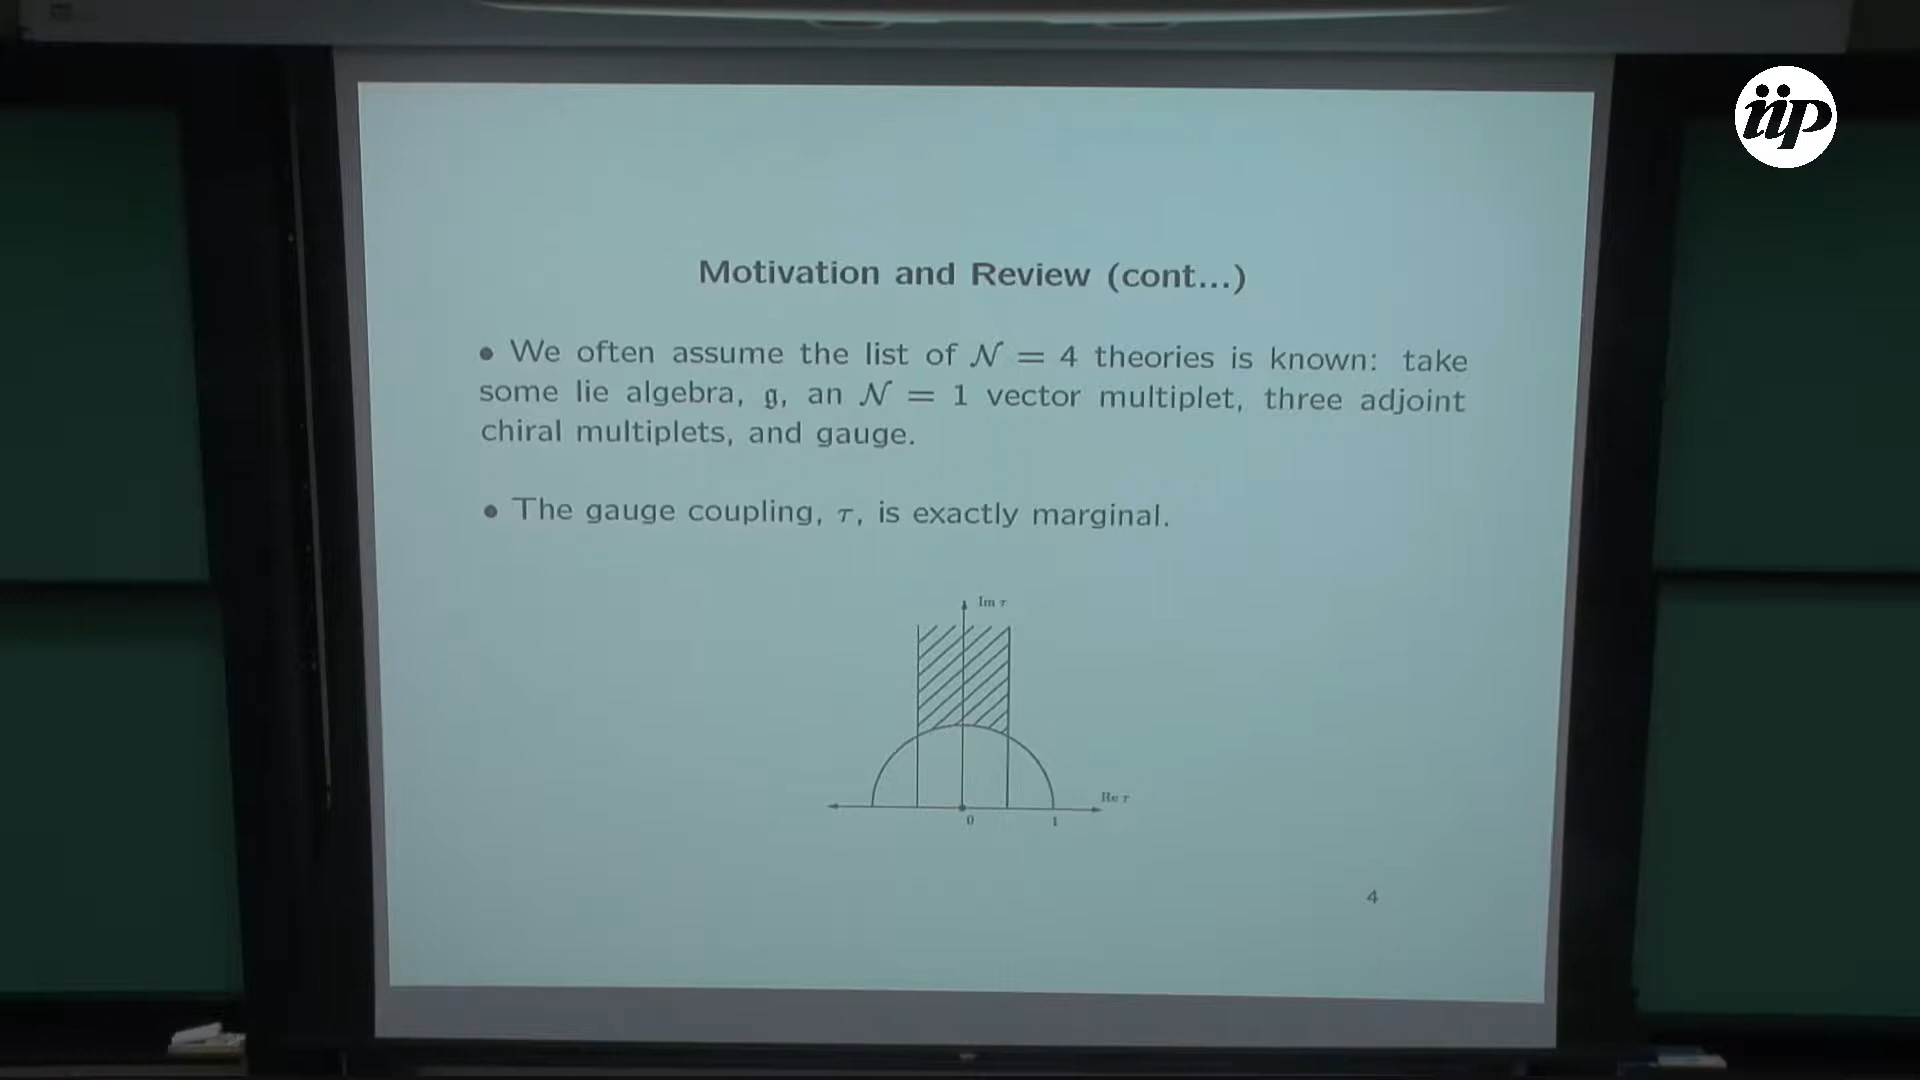 iip
Motivation and Review (cont...)
• We often assume the list of 𝒩 = 4 theories is known: take
some lie algebra, 𝔤, an 𝒩 = 1 vector multiplet, three adjoint
chiral multiplets, and gauge.
• The gauge coupling, τ, is exactly marginal.
Im τ
Re τ
0 1
4